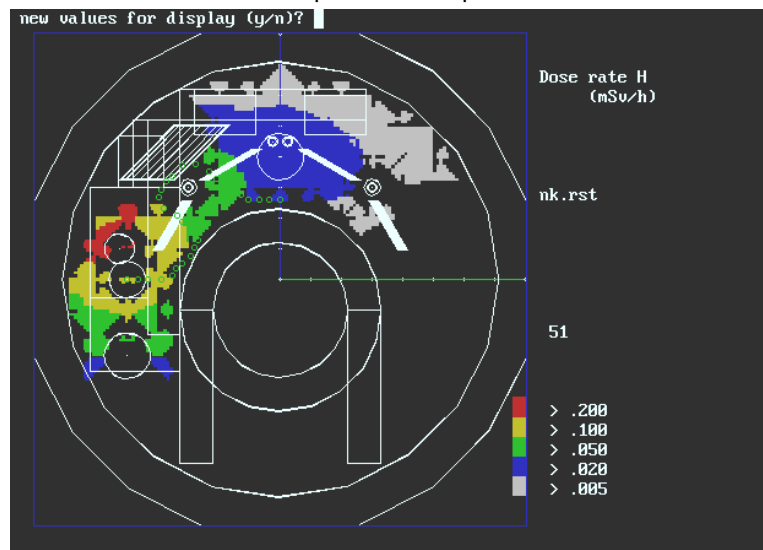 new values for display (y/n)?
Dose rate H
(mSv/h)
nk.rst
51
> .200
> .100
> .050
> .020
> .005